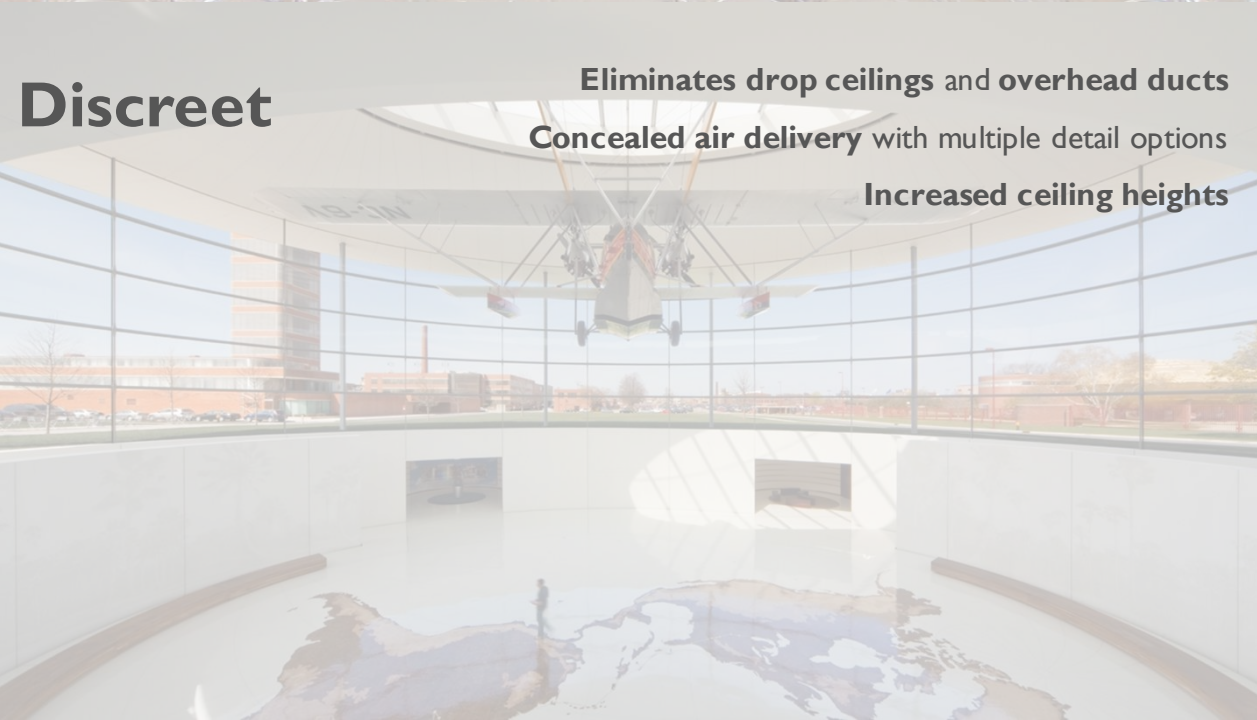 Discreet
Eliminates drop ceilings and overhead ducts
Concealed air delivery with multiple detail options
Increased ceiling heights